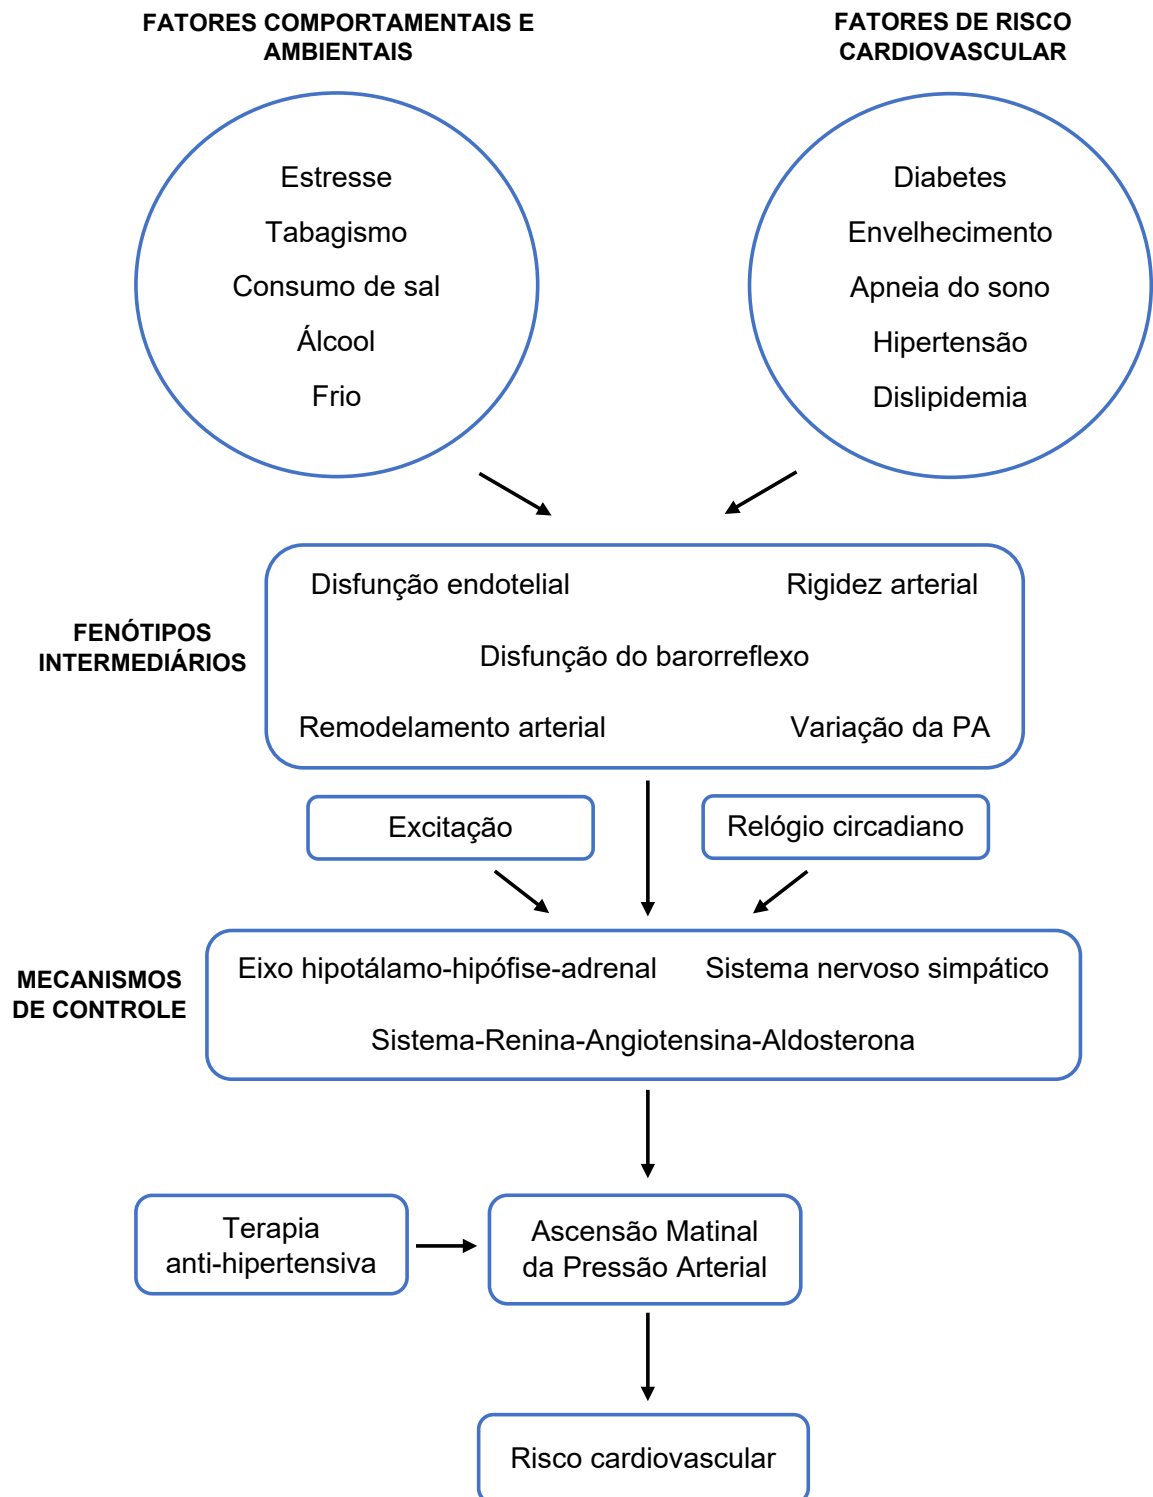 FATORES COMPORTAMENTAIS E
AMBIENTAIS
FATORES DE RISCO
CARDIOVASCULAR
Estresse
Tabagismo
Consumo de sal
Álcool
Frio
Diabetes
Envelhecimento
Apneia do sono
Hipertensão
Dislipidemia
FENÓTIPOS
INTERMEDIÁRIOS
Disfunção endotelial
Rigidez arterial
Disfunção do barorreflexo
Remodelamento arterial
Variação da PA
Excitação
Relógio circadiano
MECANISMOS
DE CONTROLE
Eixo hipotálamo-hipófise-adrenal
Sistema nervoso simpático
Sistema-Renina-Angiotensina-Aldosterona
Terapia
anti-hipertensiva
Ascensão Matinal
da Pressão Arterial
Risco cardiovascular